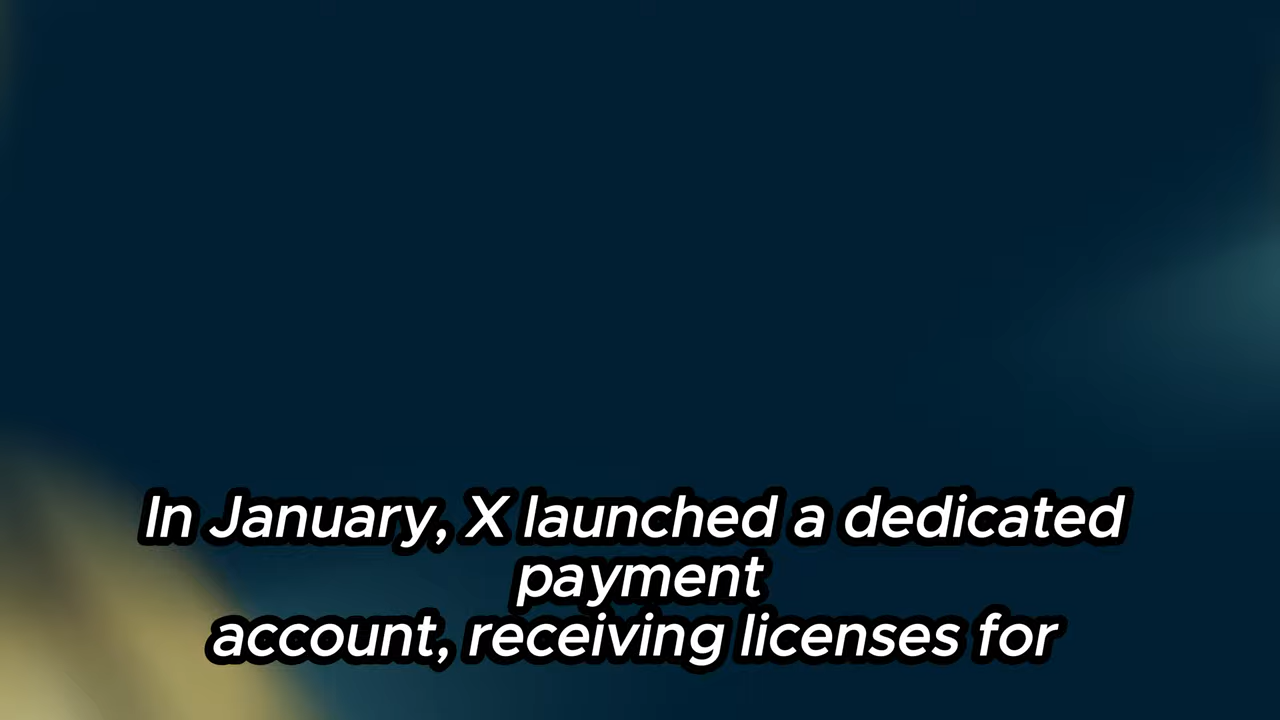 In January, X launched a dedicated
payment
account, receiving licenses for